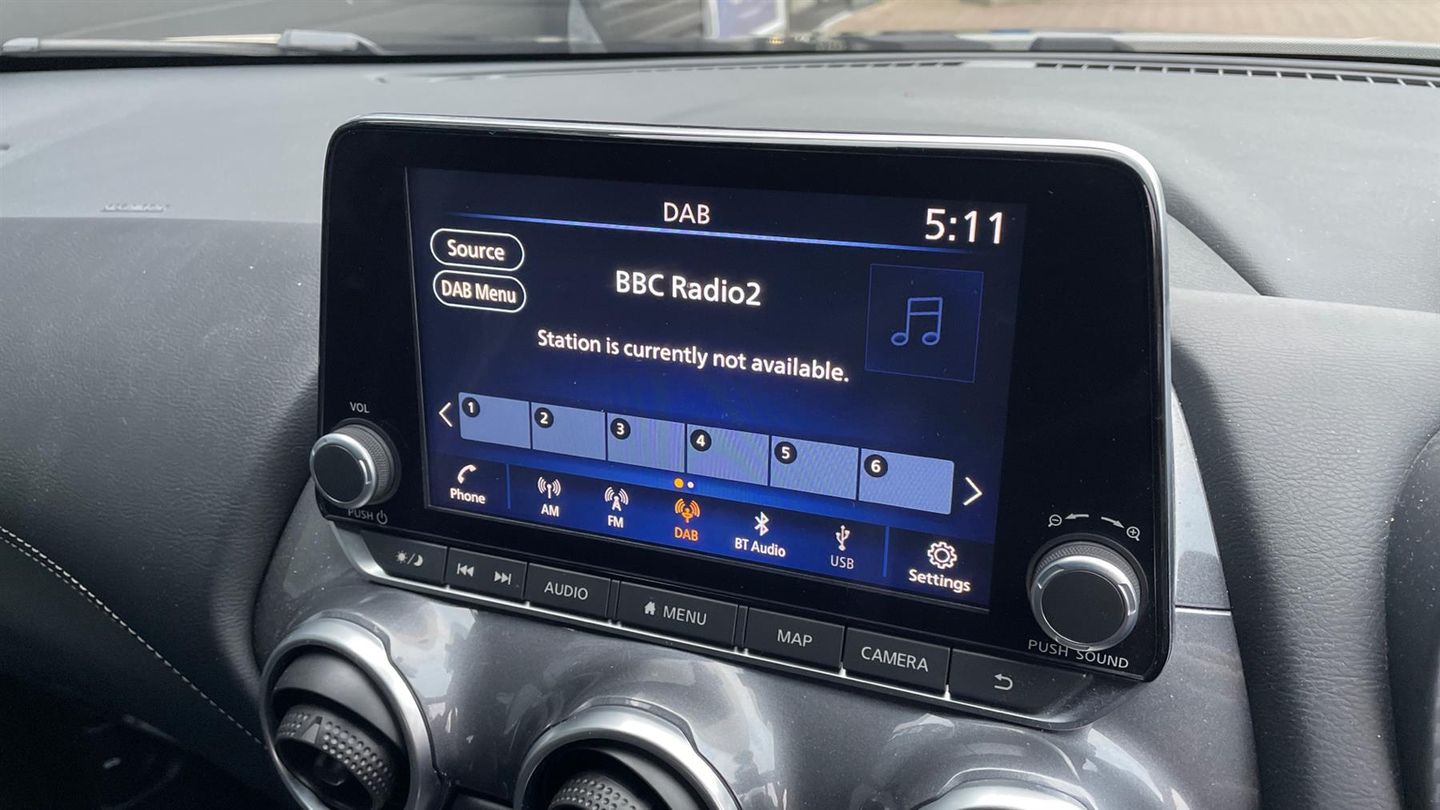 DAB
5:11
Source
DAB Menu
BBC Radio2
Station is currently not available.
1 2 3 4 5 6
Phone AM FM DAB BT Audio USB Settings
VOL
PUSH
AUDIO MENU MAP CAMERA
PUSH SOUND